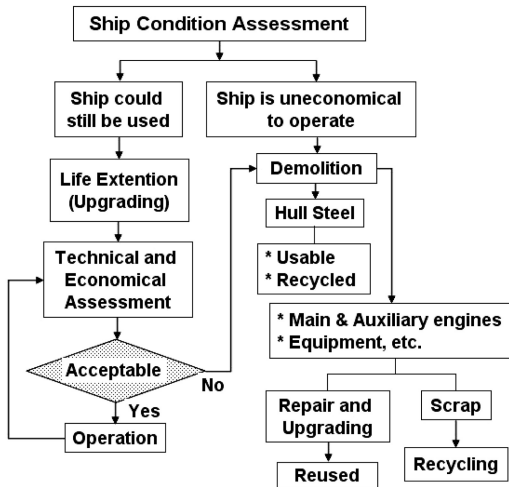 Ship Condition Assessment
Ship could
still be used
Ship is uneconomical
to operate
Life Extention
(Upgrading)
Demolition
Hull Steel
* Usable
* Recycled
Technical and
Economical
Assessment
* Main & Auxiliary engines
* Equipment, etc.
Acceptable
No
Yes
Operation
Repair and
Upgrading
Scrap
Reused
Recycling